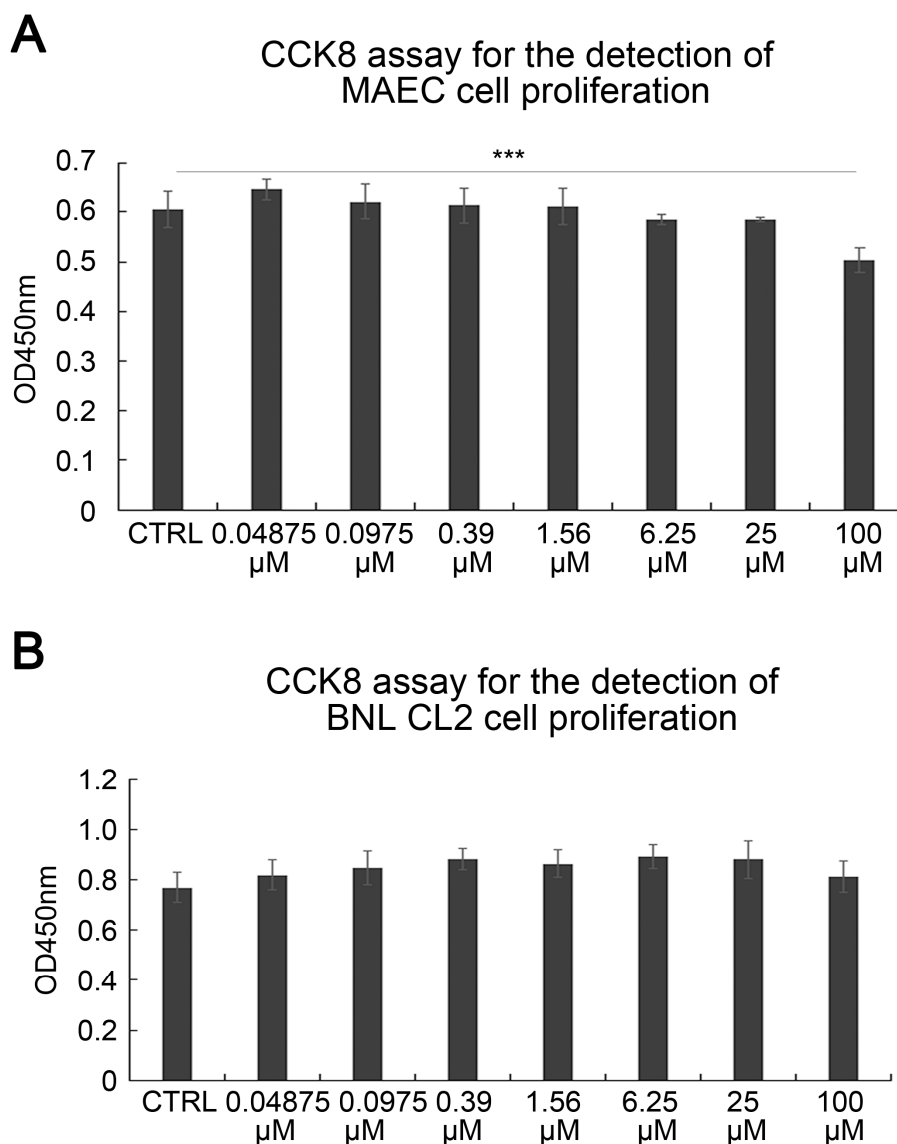 A
CCK8 assay for the detection of
MAEC cell proliferation
OD450nm
0.7
0.6
0.5
0.4
0.3
0.2
0.1
0
***
CTRL 0.04875 0.0975 0.39 1.56 6.25 25 100
µM µM µM µM µM µM µM
B
CCK8 assay for the detection of
BNL CL2 cell proliferation
OD450nm
1.2
1.0
0.8
0.6
0.4
0.2
0
CTRL 0.04875 0.0975 0.39 1.56 6.25 25 100
µM µM µM µM µM µM µM